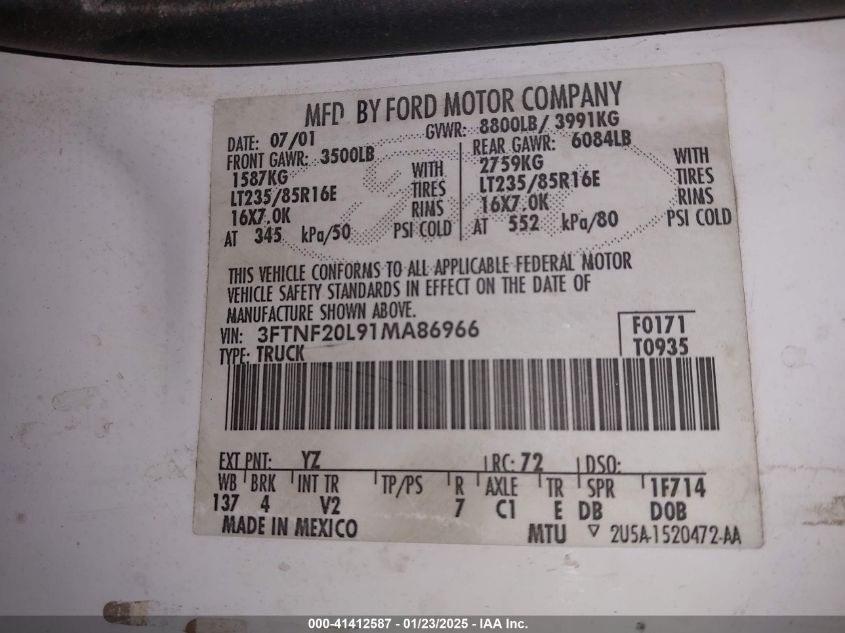 MFD BY FORD MOTOR COMPANY
DATE: 07/01 GVWR: 8800LB/ 3991KG
FRONT GAWR: 3500LB REAR GAWR: 6084LB
1587KG WITH 2759KG WITH
LT235/85R16E TIRES LT235/85R16E TIRES
16X7.0K RIMS 16X7.0K RIMS
AT 345 kPa/50 PSI COLD AT 552 kPa/80 PSI COLD
THIS VEHICLE CONFORMS TO ALL APPLICABLE FEDERAL MOTOR
VEHICLE SAFETY STANDARDS IN EFFECT ON THE DATE OF
MANUFACTURE SHOWN ABOVE.
VIN: 3FTNF20L91MA86966 F0171
TYPE: TRUCK T0935
EXT PNT: YZ RC: 72 DSO:
WB BRK INT TR TP/PS R AXLE TR SPR 1F714
137 4 V2 7 C1 E DB DOB
MADE IN MEXICO MTU ▽ 2U5A-1520472-AA
000-41412587 - 01/23/2025 - IAA Inc.